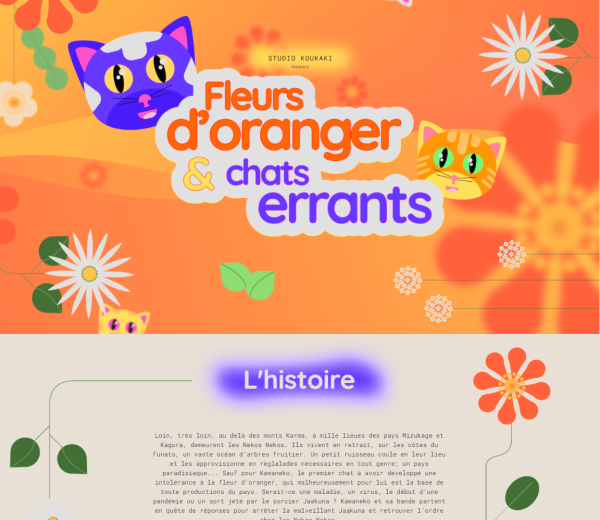 STUDIO KOUKAKI
PRÉSENTE
Fleurs
d'oranger
& chats
errants
L'histoire
Loin, très loin, au delà des monts Karma, à mille lieues des pays Mizukage et
Kagura, demeurent les Nekos Nekos. Ils vivent en retrait, sur les côtes du
Funato, un vaste océan d'arbres fruitier. Un petit ruisseau coule en leur lieu
et les approvisionne en réglalades nécessaires en tout genre; un pays
paradisiaque... Sauf pour Kawaneko, le premier chat à avoir développé une
intolérance à la fleur d'oranger, qui malheureusement pour lui est la base de
toute productions du pays. Serait-ce une maladie, un virus, le début d'une
pandémie ou un sort jeté par le sorcier Jaakuna ? Kawaneko et sa bande partent
en quête de réponses pour arrêter la malveillant Jaakuna et retrouver l'ordre
chez les Nekos Nekos.